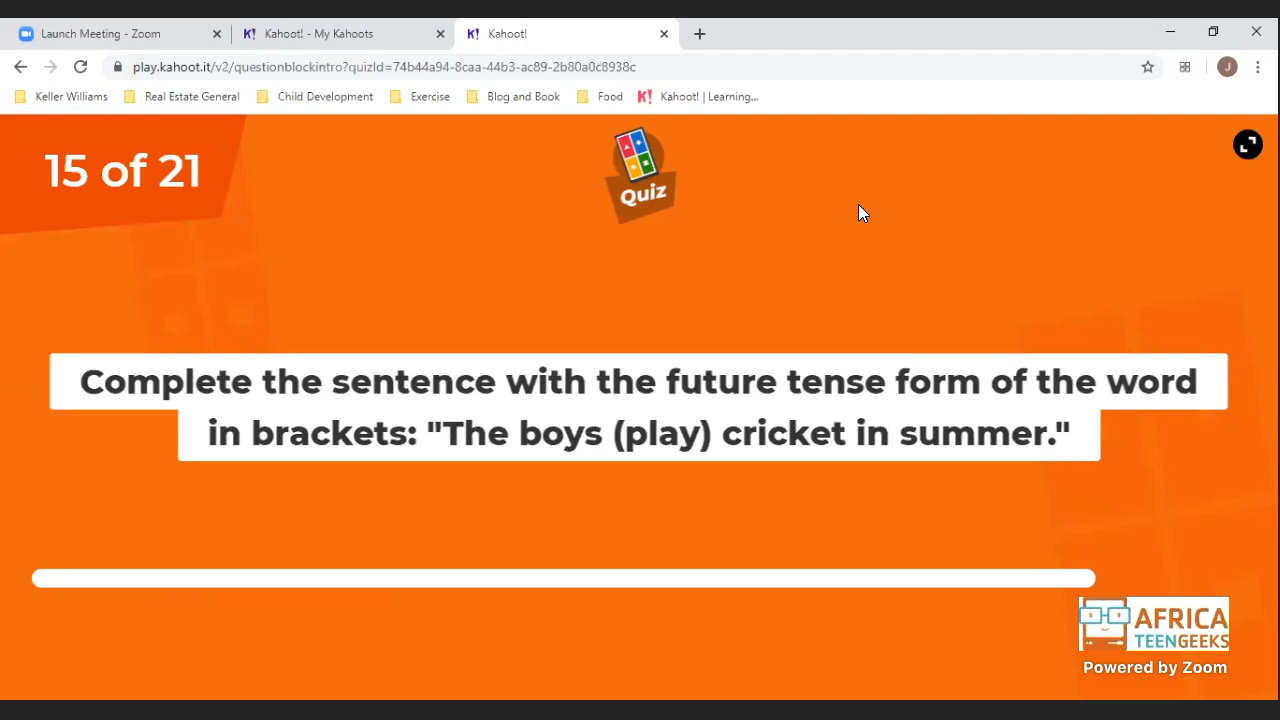 Launch Meeting - Zoom
K! Kahoot! - My Kahoots
K! Kahoot!
play.kahoot.it/v2/questionblockintro?quizId=74b44a94-8caa-44b3-ac89-2b80a0c8938c
J
Keller Williams
Real Estate General
Child Development
Exercise
Blog and Book
Food
K! Kahoot! | Learning...
15 of 21
Quiz
Complete the sentence with the future tense form of the word
in brackets: "The boys (play) cricket in summer."
AFRICA
TEENGEEKS
Powered by Zoom